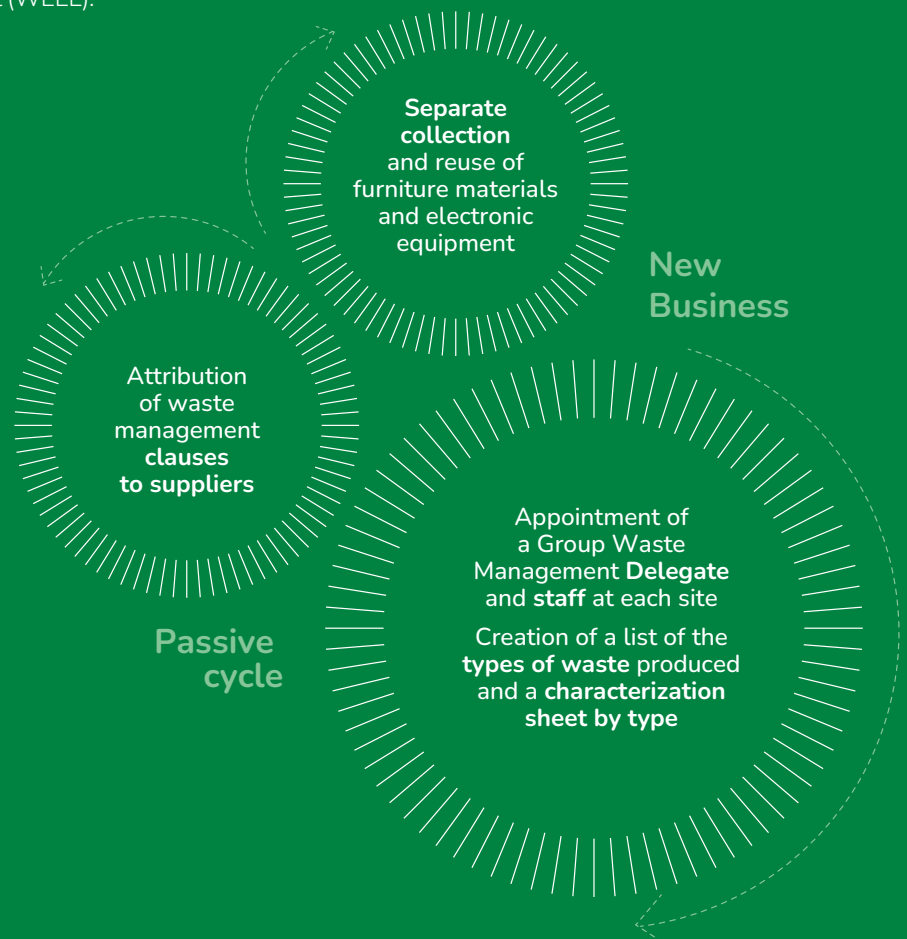 (WEEE).
Separate
collection
and reuse of
furniture materials
and electronic
equipment
New
Business
Attribution
of waste
management
clauses
to suppliers
Appointment of
a Group Waste
Management Delegate
and staff at each site
Creation of a list of the
types of waste produced
and a characterization
sheet by type
Passive
cycle